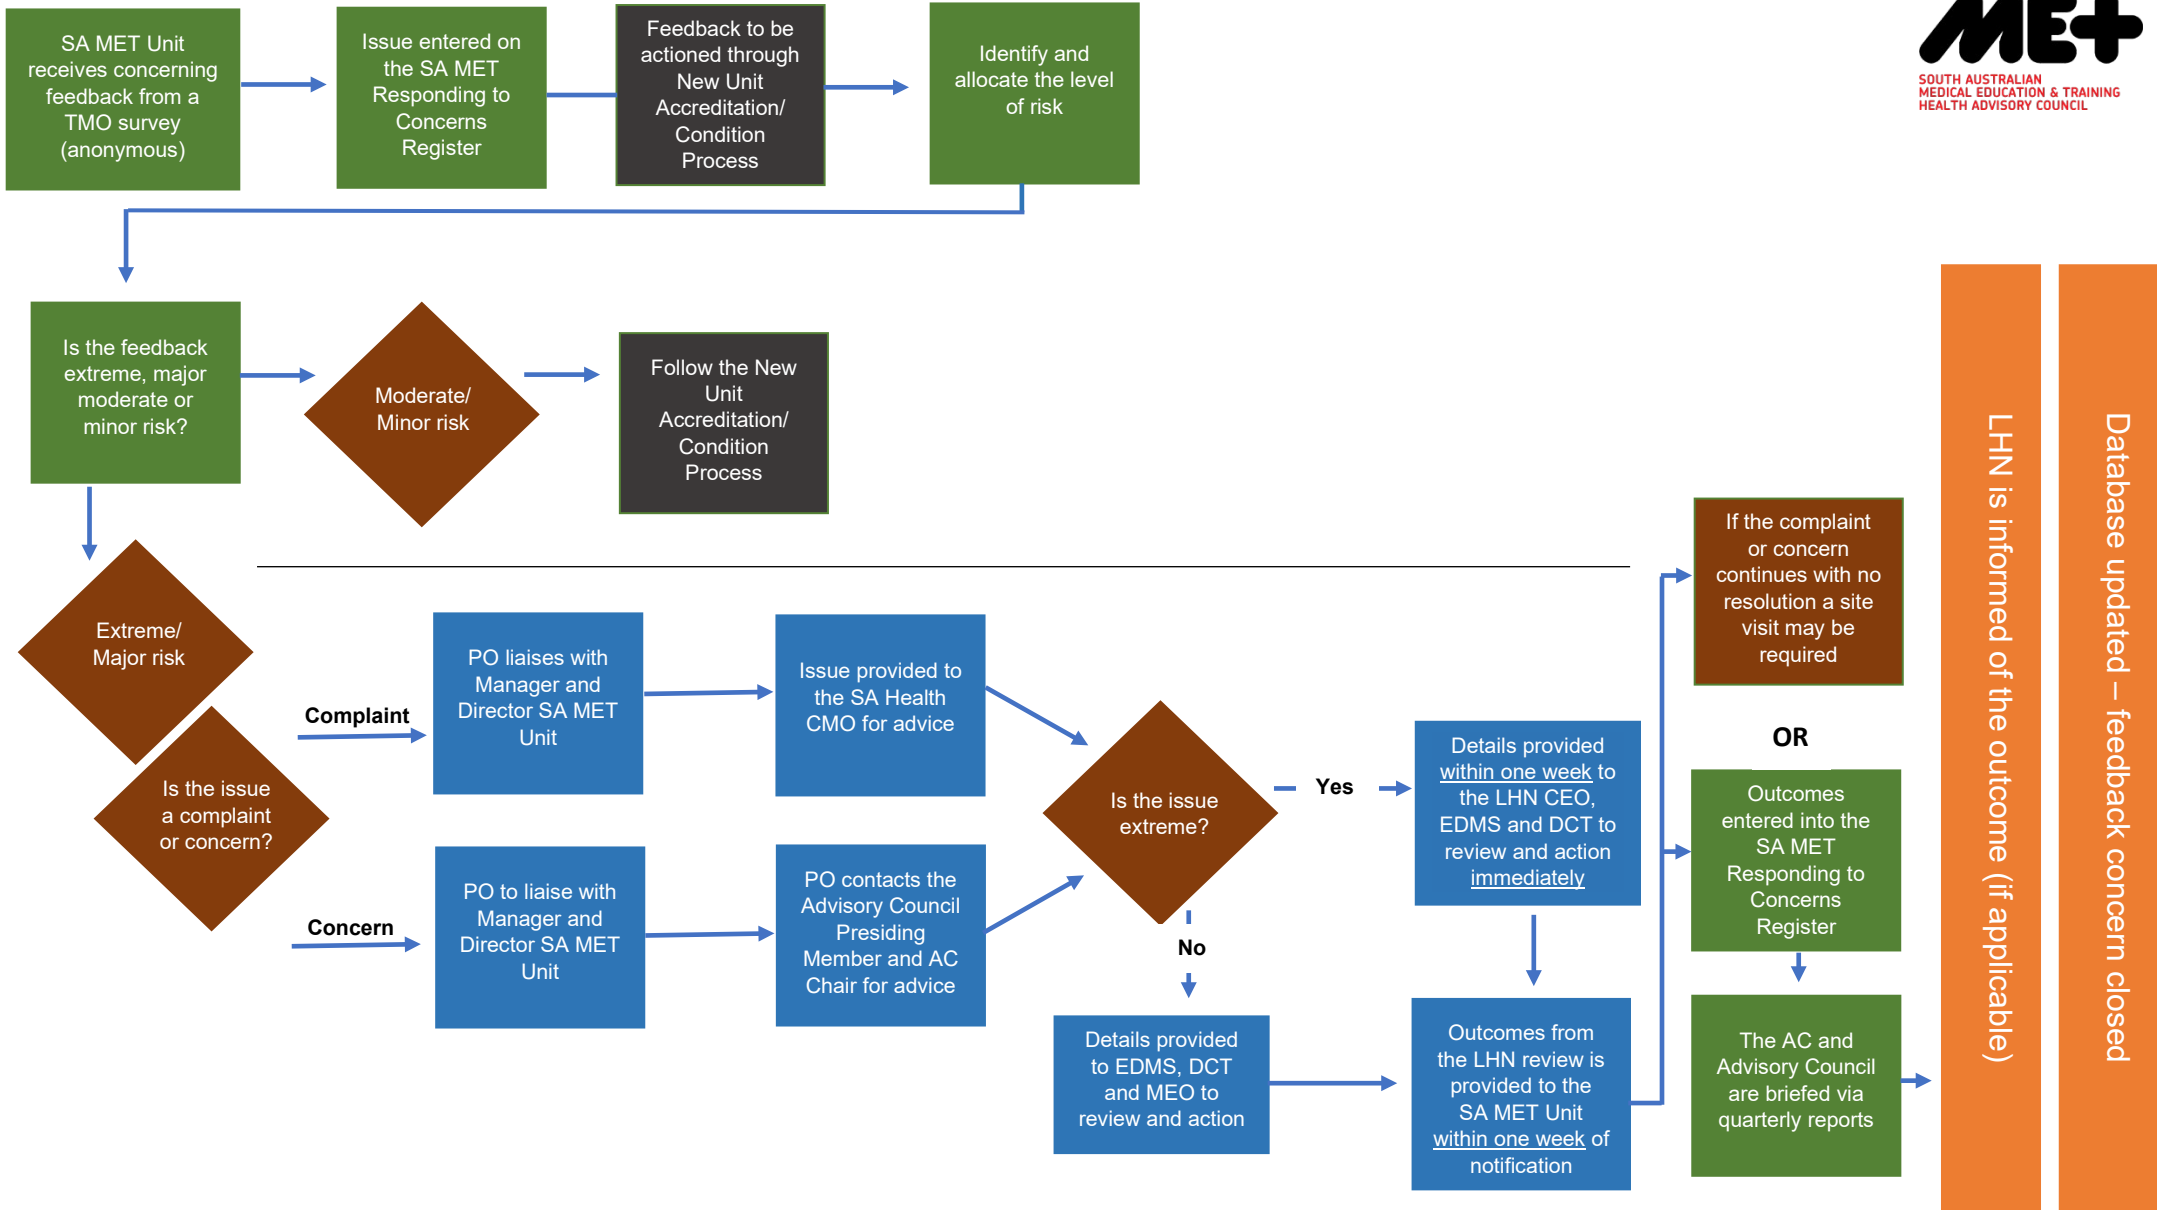 SA MET Unit
receives concerning
feedback from a
TMO survey
(anonymous)
Issue entered on
the SA MET
Responding to
Concerns
Register
Feedback to be
actioned through
New Unit
Accreditation/
Condition
Process
Identify and
allocate the level
of risk
ME+
SOUTH AUSTRALIAN
MEDICAL EDUCATION & TRAINING
HEALTH ADVISORY COUNCIL
Is the feedback
extreme, major
moderate or
minor risk?
Moderate/
Minor risk
Follow the New
Unit
Accreditation/
Condition
Process
Extreme/
Major risk
Is the issue
a complaint
or concern?
Complaint
PO liaises with
Manager and
Director SA MET
Unit
Issue provided to
the SA Health
CMO for advice
Concern
PO to liaise with
Manager and
Director SA MET
Unit
PO contacts the
Advisory Council
Presiding
Member and AC
Chair for advice
Is the issue
extreme?
Yes
No
Details provided
within one week to
the LHN CEO,
EDMS and DCT to
review and action
immediately
Details provided
to EDMS, DCT
and MEO to
review and action
Outcomes from
the LHN review is
provided to the
SA MET Unit
within one week of
notification
If the complaint
or concern
continues with no
resolution a site
visit may be
required
OR
Outcomes
entered into the
SA MET
Responding to
Concerns
Register
The AC and
Advisory Council
are briefed via
quarterly reports
LHN is informed of the outcome (if applicable)
Database updated – feedback concern closed